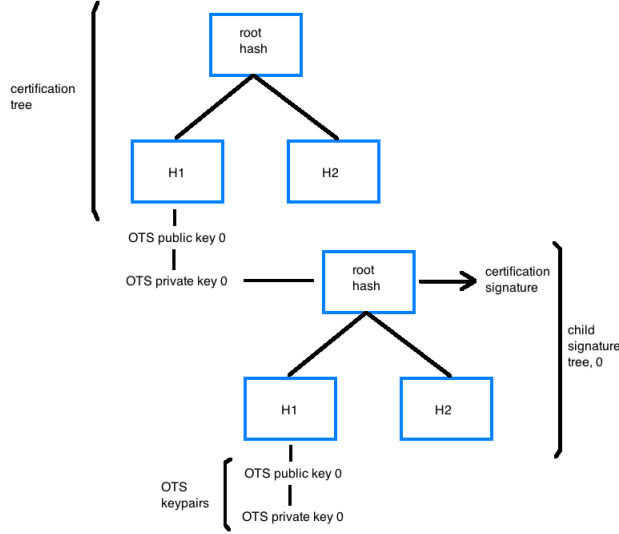 root
hash
certification
tree
H1
H2
OTS public key 0
OTS private key 0
root
hash
certification
signature
child
signature
tree, 0
H1
H2
OTS public key 0
OTS
keypairs
OTS private key 0